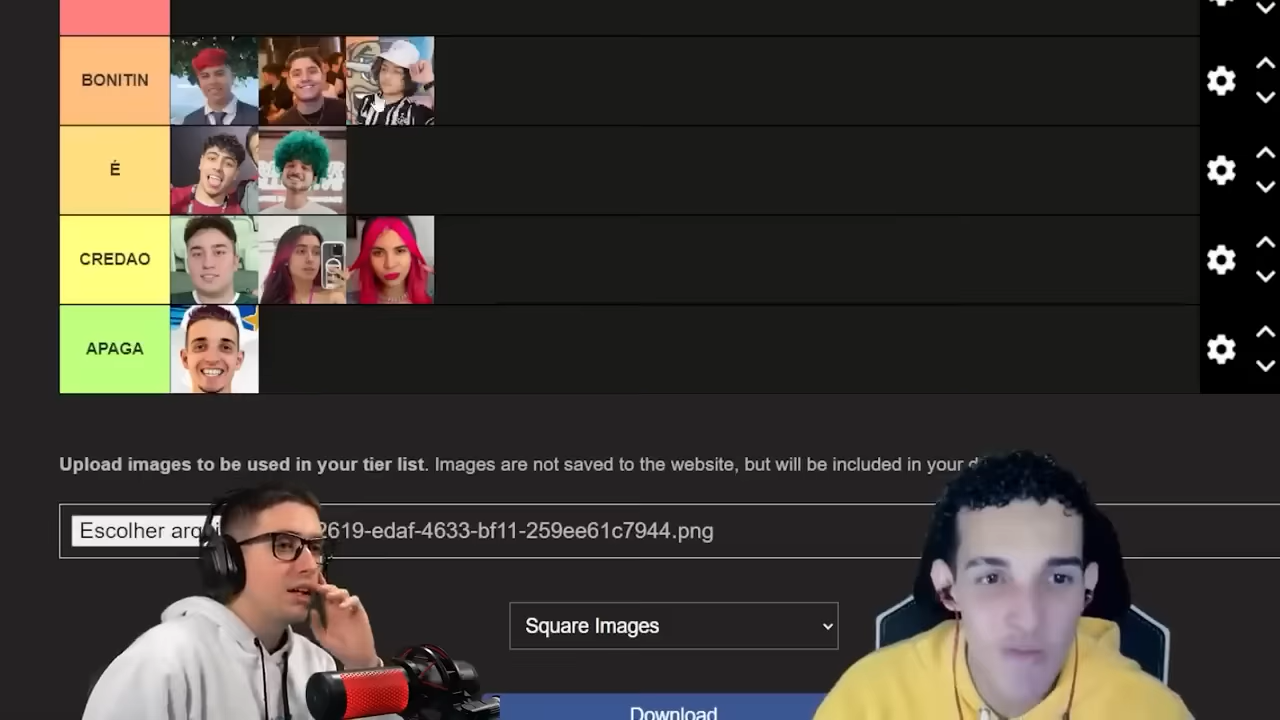 BONITIN
É
CREDAO
APAGA
Upload images to be used in your tier list. Images are not saved to the website, but will be included in your
Escolher 2619-edaf-4633-bf11-259ee61c7944.png
Square Images
Download